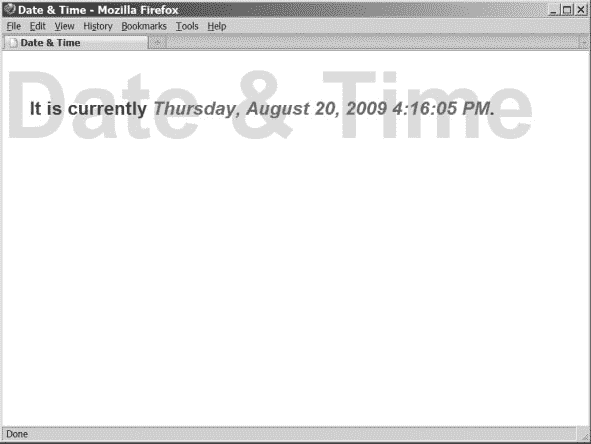 Date & Time - Mozilla Firefox
File Edit View History Bookmarks Tools Help
Date & Time
Date & Time
It is currently Thursday, August 20, 2009 4:16:05 PM.
Done